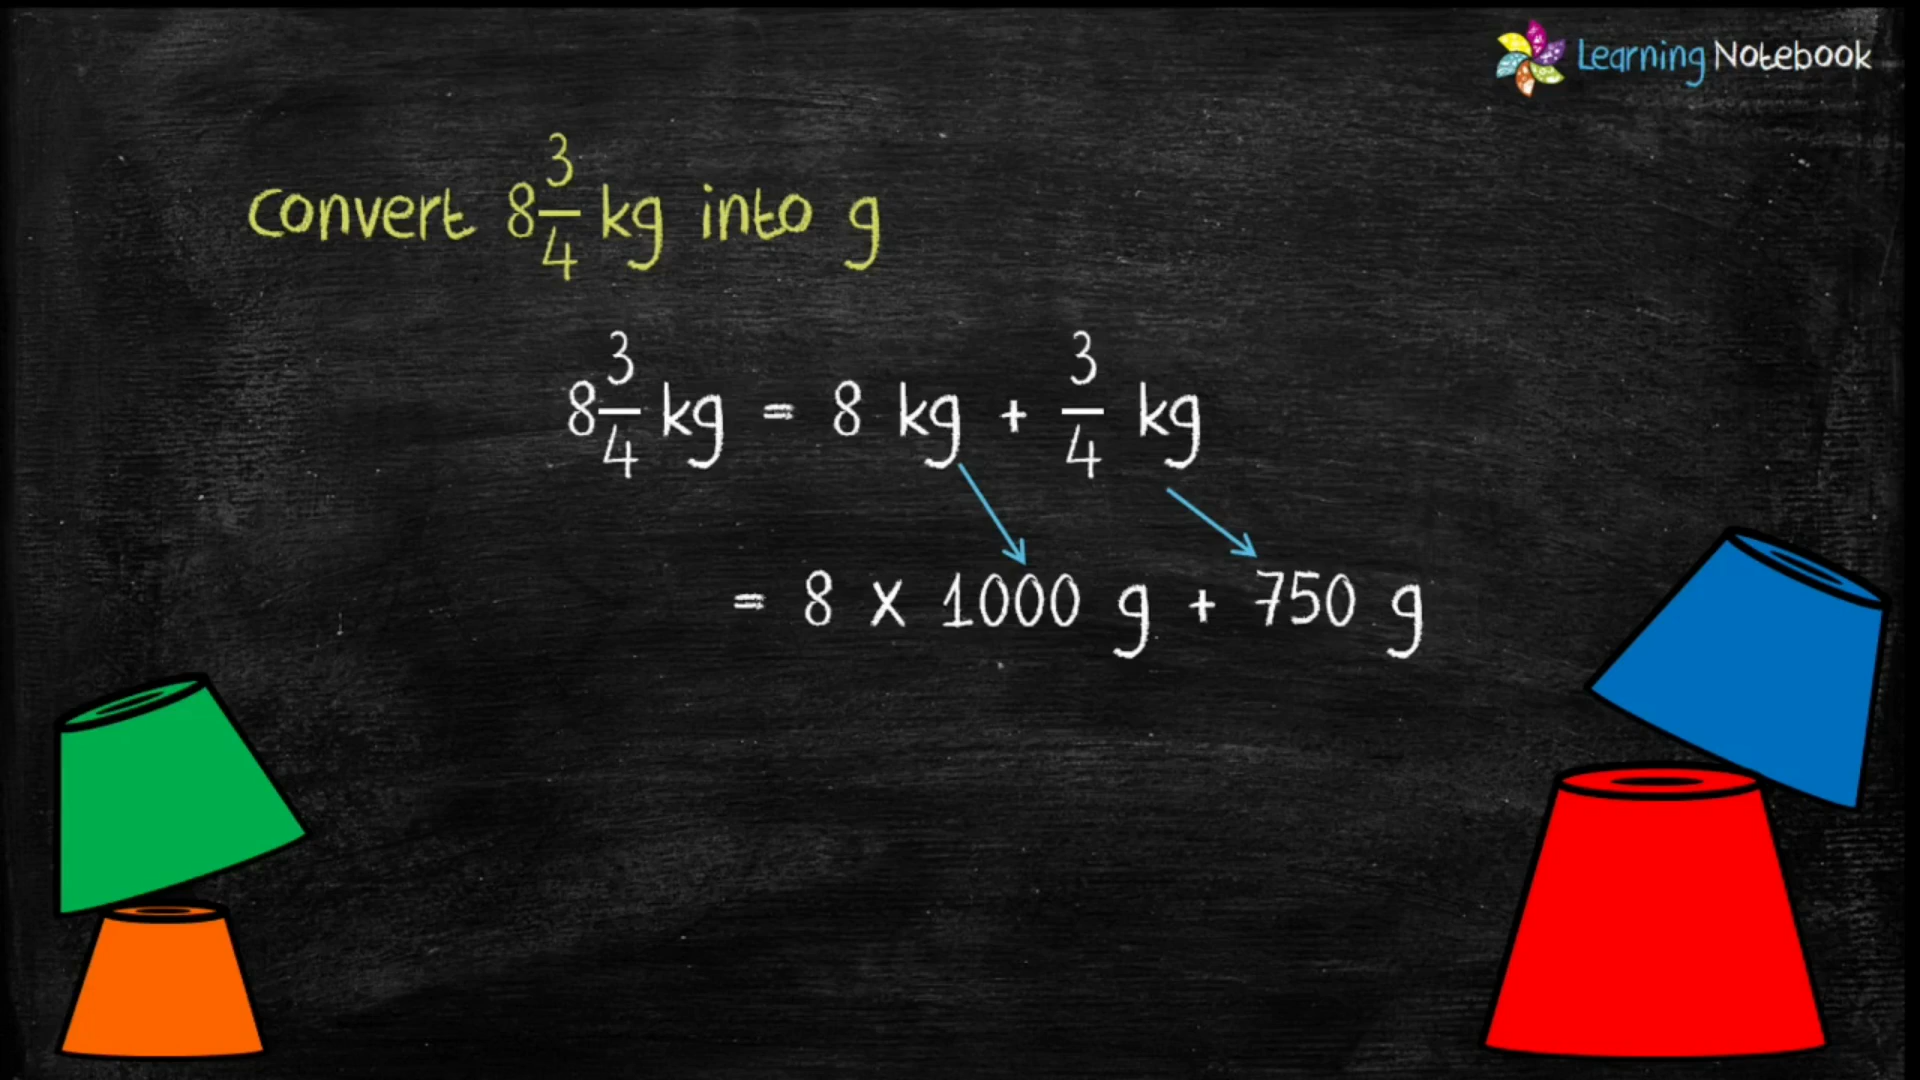 Learning Notebook
convert 8 3/4 kg into g
8 3/4 kg = 8 kg + 3/4 kg
= 8 x 1000 g + 750 g